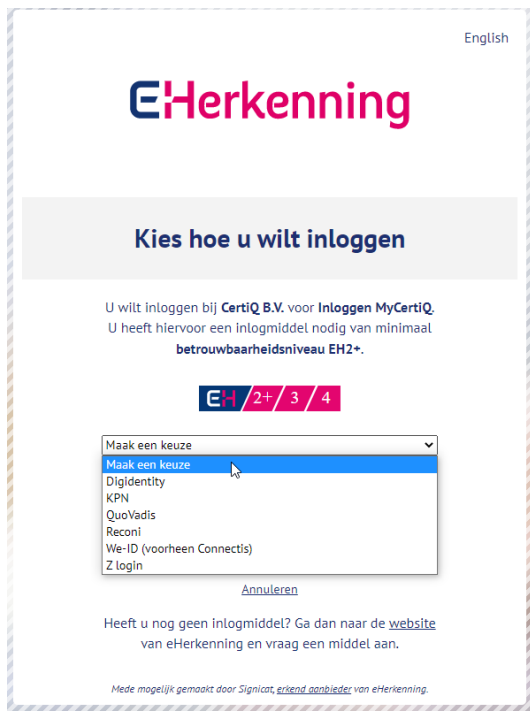 English
EHerkenning
Kies hoe u wilt inloggen
U wilt inloggen bij CertiQ B.V. voor Inloggen MyCertiQ.
U heeft hiervoor een inlogmiddel nodig van minimaal
betrouwbaarheidsniveau EH2+.
EH 2+ 3 4
Maak een keuze
Maak een keuze
Digidentity
KPN
QuoVadis
Reconi
We-ID (voorheen Connectis)
Z login
Annuleren
Heeft u nog geen inlogmiddel? Ga dan naar de website
van eHerkenning en vraag een middel aan.
Mede mogelijk gemaakt door Signicat, erkend aanbieder van eHerkenning.